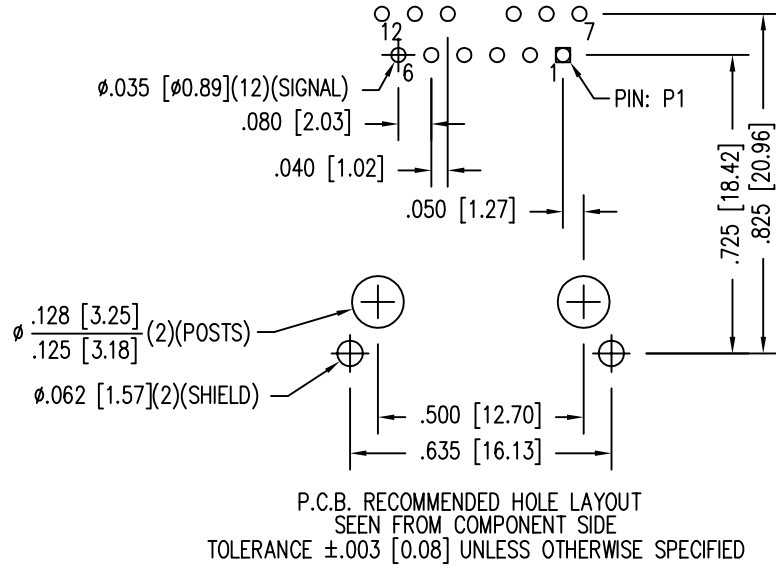 12 7
6 1
ø.035 [ø0.89](12)(SIGNAL)
PIN: P1
.080 [2.03]
.040 [1.02]
.050 [1.27]
.725 [18.42]
.825 [20.96]
ø .128 [3.25]
.125 [3.18] (2)(POSTS)
ø.062 [1.57](2)(SHIELD)
.500 [12.70]
.635 [16.13]
P.C.B. RECOMMENDED HOLE LAYOUT
SEEN FROM COMPONENT SIDE
TOLERANCE ±.003 [0.08] UNLESS OTHERWISE SPECIFIED